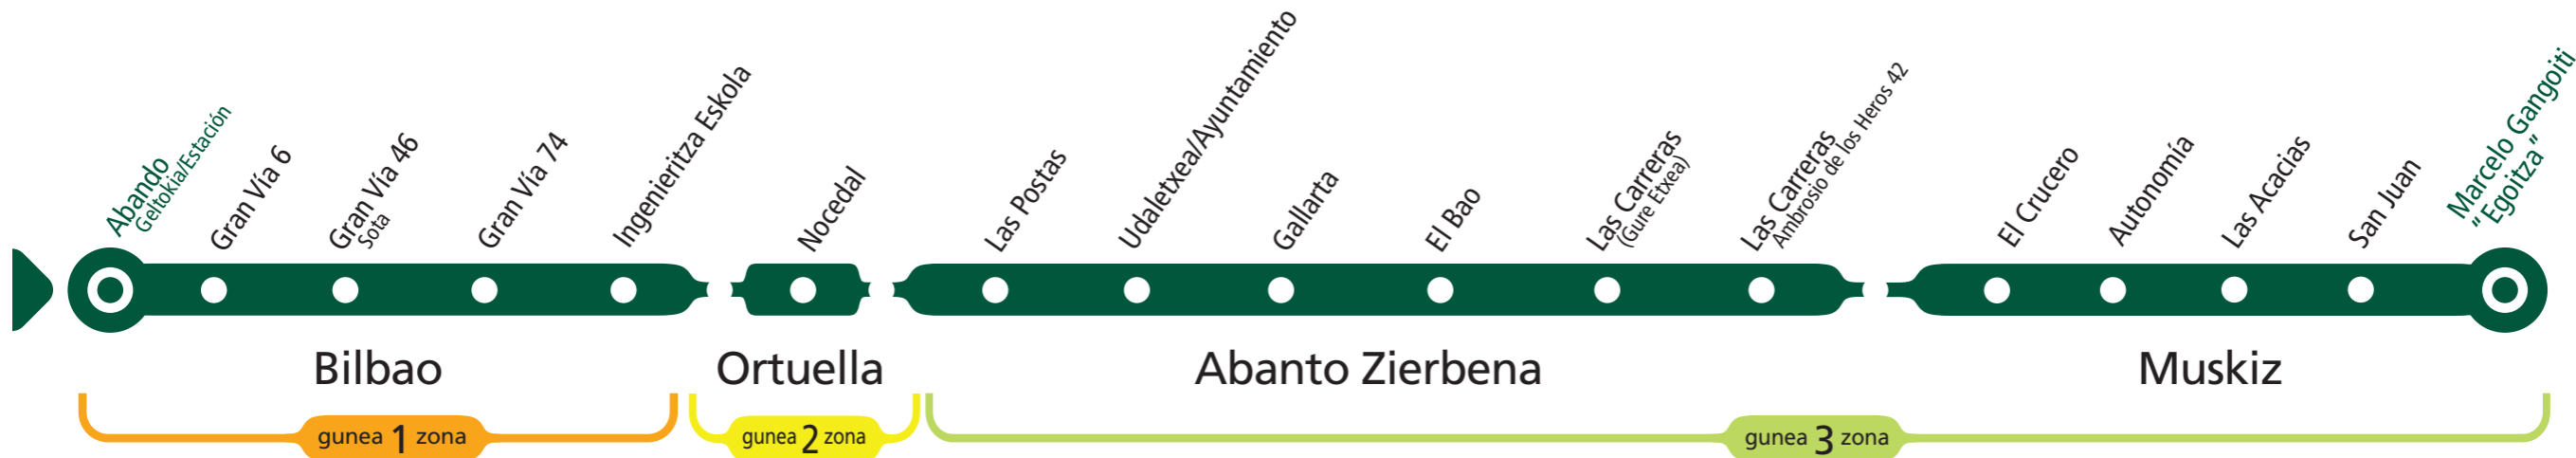 Abando
Geltokia/Estación
Gran Vía 6
Gran Vía 46
Sota
Gran Vía 74
Ingenieritza Eskola
Nocedal
Las Postas
Udaletxea/Ayuntamiento
Gallarta
El Bao
Las Carreras
(Gure Etxea)
Las Carreras
Ambrosio de los Heros 42
El Crucero
Autonomía
Las Acacias
San Juan
Marcelo Gangoiti
"Egoitza"
Bilbao
Ortuella
Abanto Zierbena
Muskiz
gunea 1 zona
gunea 2 zona
gunea 3 zona